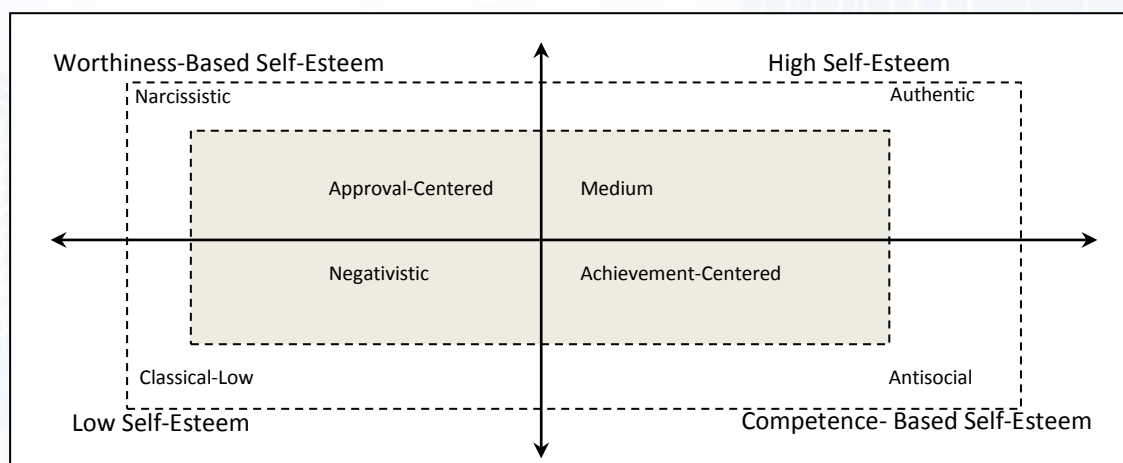 Worthiness-Based Self-Esteem
High Self-Esteem
Narcissistic
Authentic
Approval-Centered
Medium
Negativistic
Achievement-Centered
Classical-Low
Antisocial
Low Self-Esteem
Competence- Based Self-Esteem